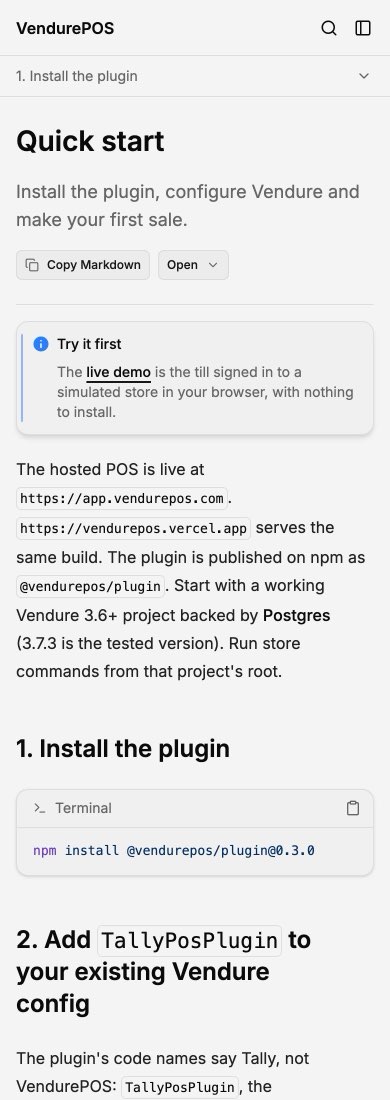 VendurePOS
1. Install the plugin
Quick start
Install the plugin, configure Vendure and
make your first sale.
Copy Markdown
Open
Try it first
The live demo is the till signed in to a
simulated store in your browser, with nothing
to install.
The hosted POS is live at
https://app.vendurepos.com.
https://vendurepos.vercel.app serves the
same build. The plugin is published on npm as
@vendurepos/plugin. Start with a working
Vendure 3.6+ project backed by Postgres
(3.7.3 is the tested version). Run store
commands from that project's root.
1. Install the plugin
Terminal
npm install @vendurepos/plugin@0.3.0
2. Add TallyPosPlugin to
your existing Vendure
config
The plugin's code names say Tally, not
VendurePOS: TallyPosPlugin, the